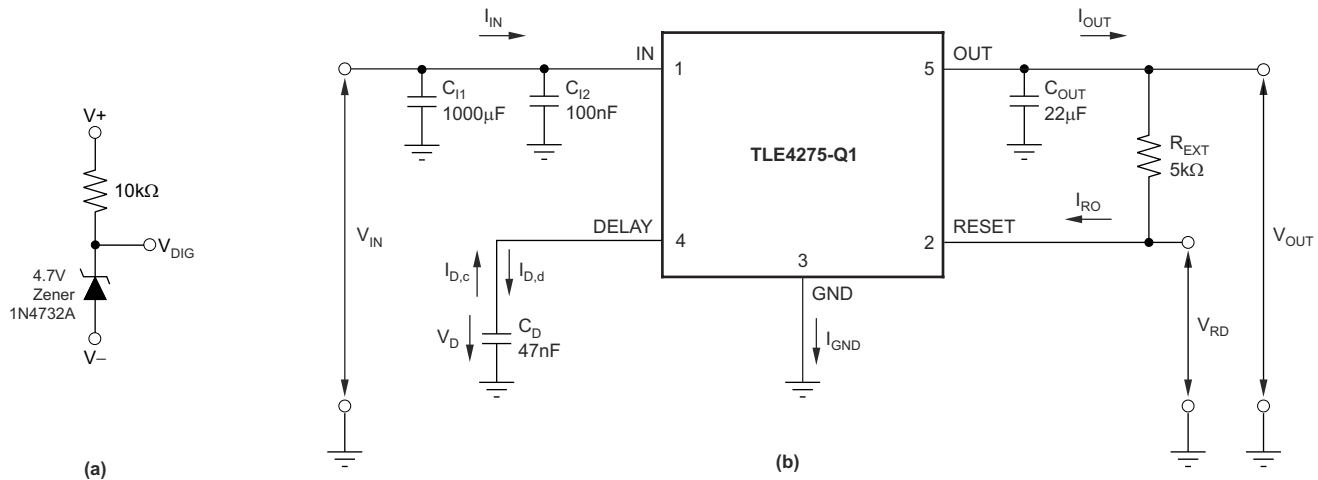 V+
10kΩ
V_DIG
4.7V
Zener
1N4732A
V–
(a)
I_IN
I_OUT
IN
1
5
OUT
C_I1
1000μF
C_I2
100nF
C_OUT
22μF
TLE4275-Q1
R_EXT
5kΩ
I_RO
DELAY
4
2
RESET
V_IN
V_OUT
3
GND
I_D,c
I_D,d
V_D
C_D
47nF
I_GND
V_RD
(b)